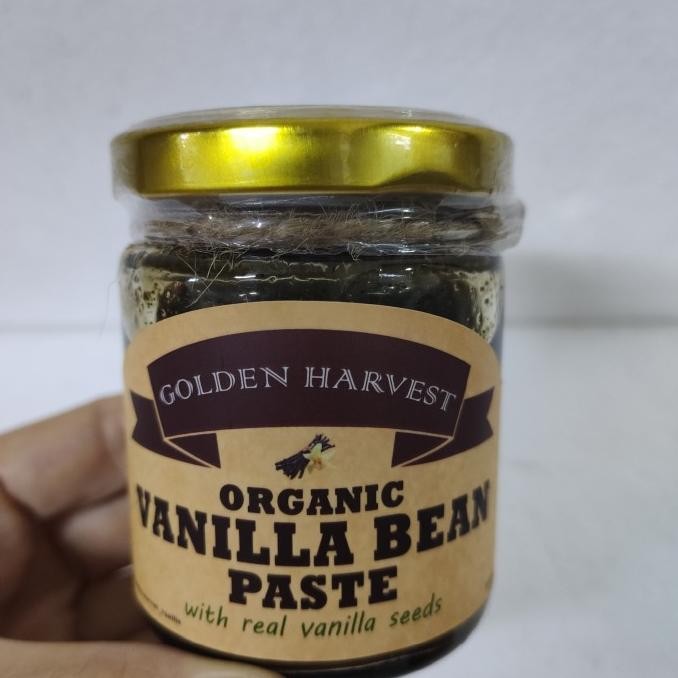 GOLDEN HARVEST
ORGANIC
VANILLA BEAN
PASTE
with real vanilla seeds